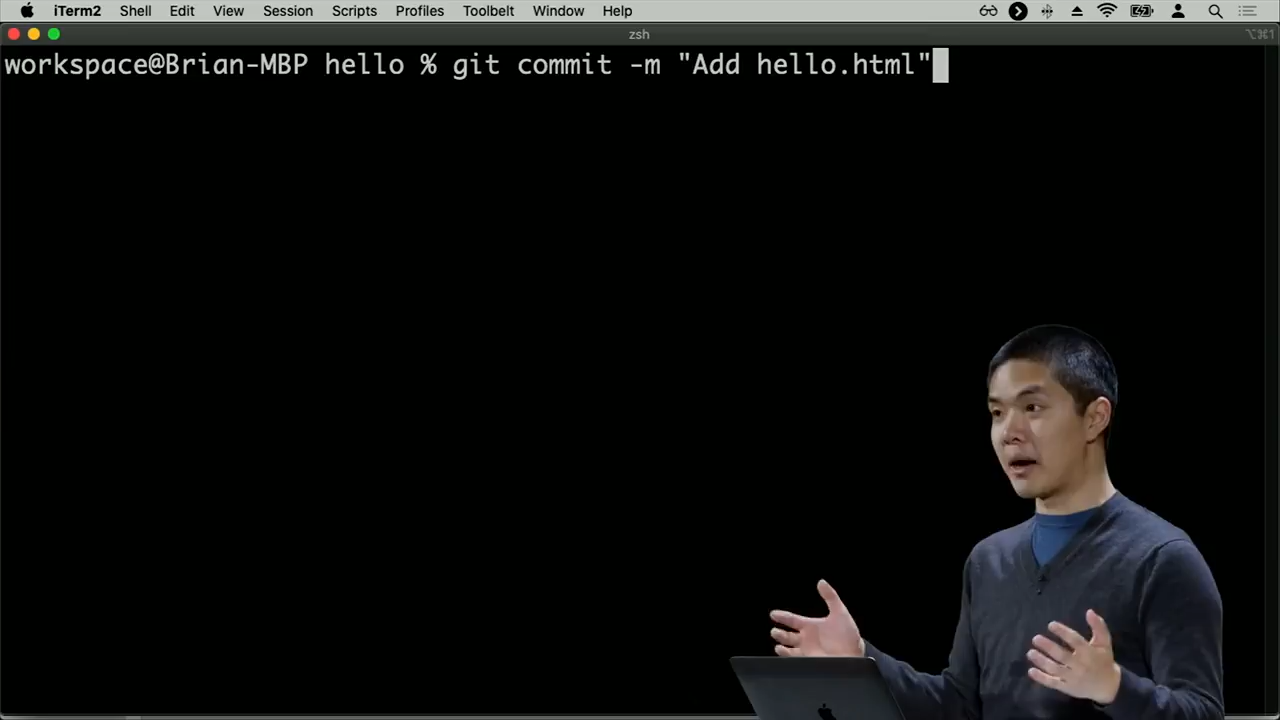 iTerm2 Shell Edit View Session Scripts Profiles Toolbelt Window Help
zsh
⌥⌘1
workspace@Brian-MBP hello % git commit -m "Add hello.html"